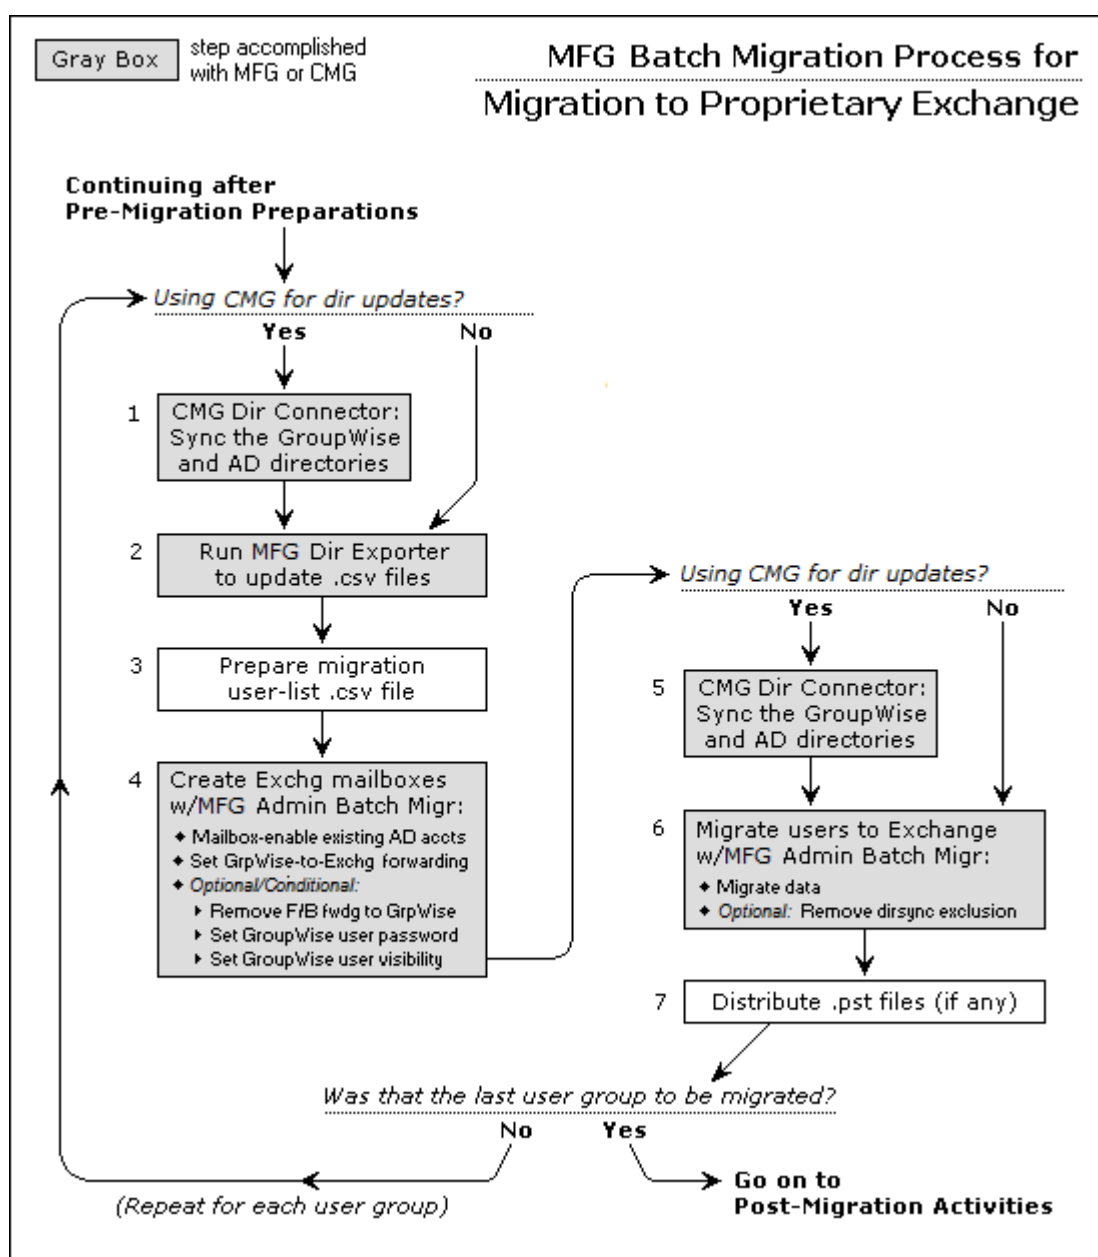 Gray Box
step accomplished
with MFG or CMG
MFG Batch Migration Process for
Migration to Proprietary Exchange
Continuing after
Pre-Migration Preparations
Using CMG for dir updates?
Yes
No
1
CMG Dir Connector:
Sync the GroupWise
and AD directories
2
Run MFG Dir Exporter
to update .csv files
3
Prepare migration
user-list .csv file
4
Create Exchg mailboxes
w/MFG Admin Batch Migr:
◆ Mailbox-enable existing AD accts
◆ Set GrpWise-to-Exchg forwarding
◆ Optional/Conditional:
▸ Remove F/B fwdg to GrpWise
▸ Set GroupWise user password
▸ Set GroupWise user visibility
Using CMG for dir updates?
Yes
No
5
CMG Dir Connector:
Sync the GroupWise
and AD directories
6
Migrate users to Exchange
w/MFG Admin Batch Migr:
◆ Migrate data
◆ Optional: Remove dirsync exclusion
7
Distribute .pst files (if any)
Was that the last user group to be migrated?
No
Yes
(Repeat for each user group)
Go on to
Post-Migration Activities